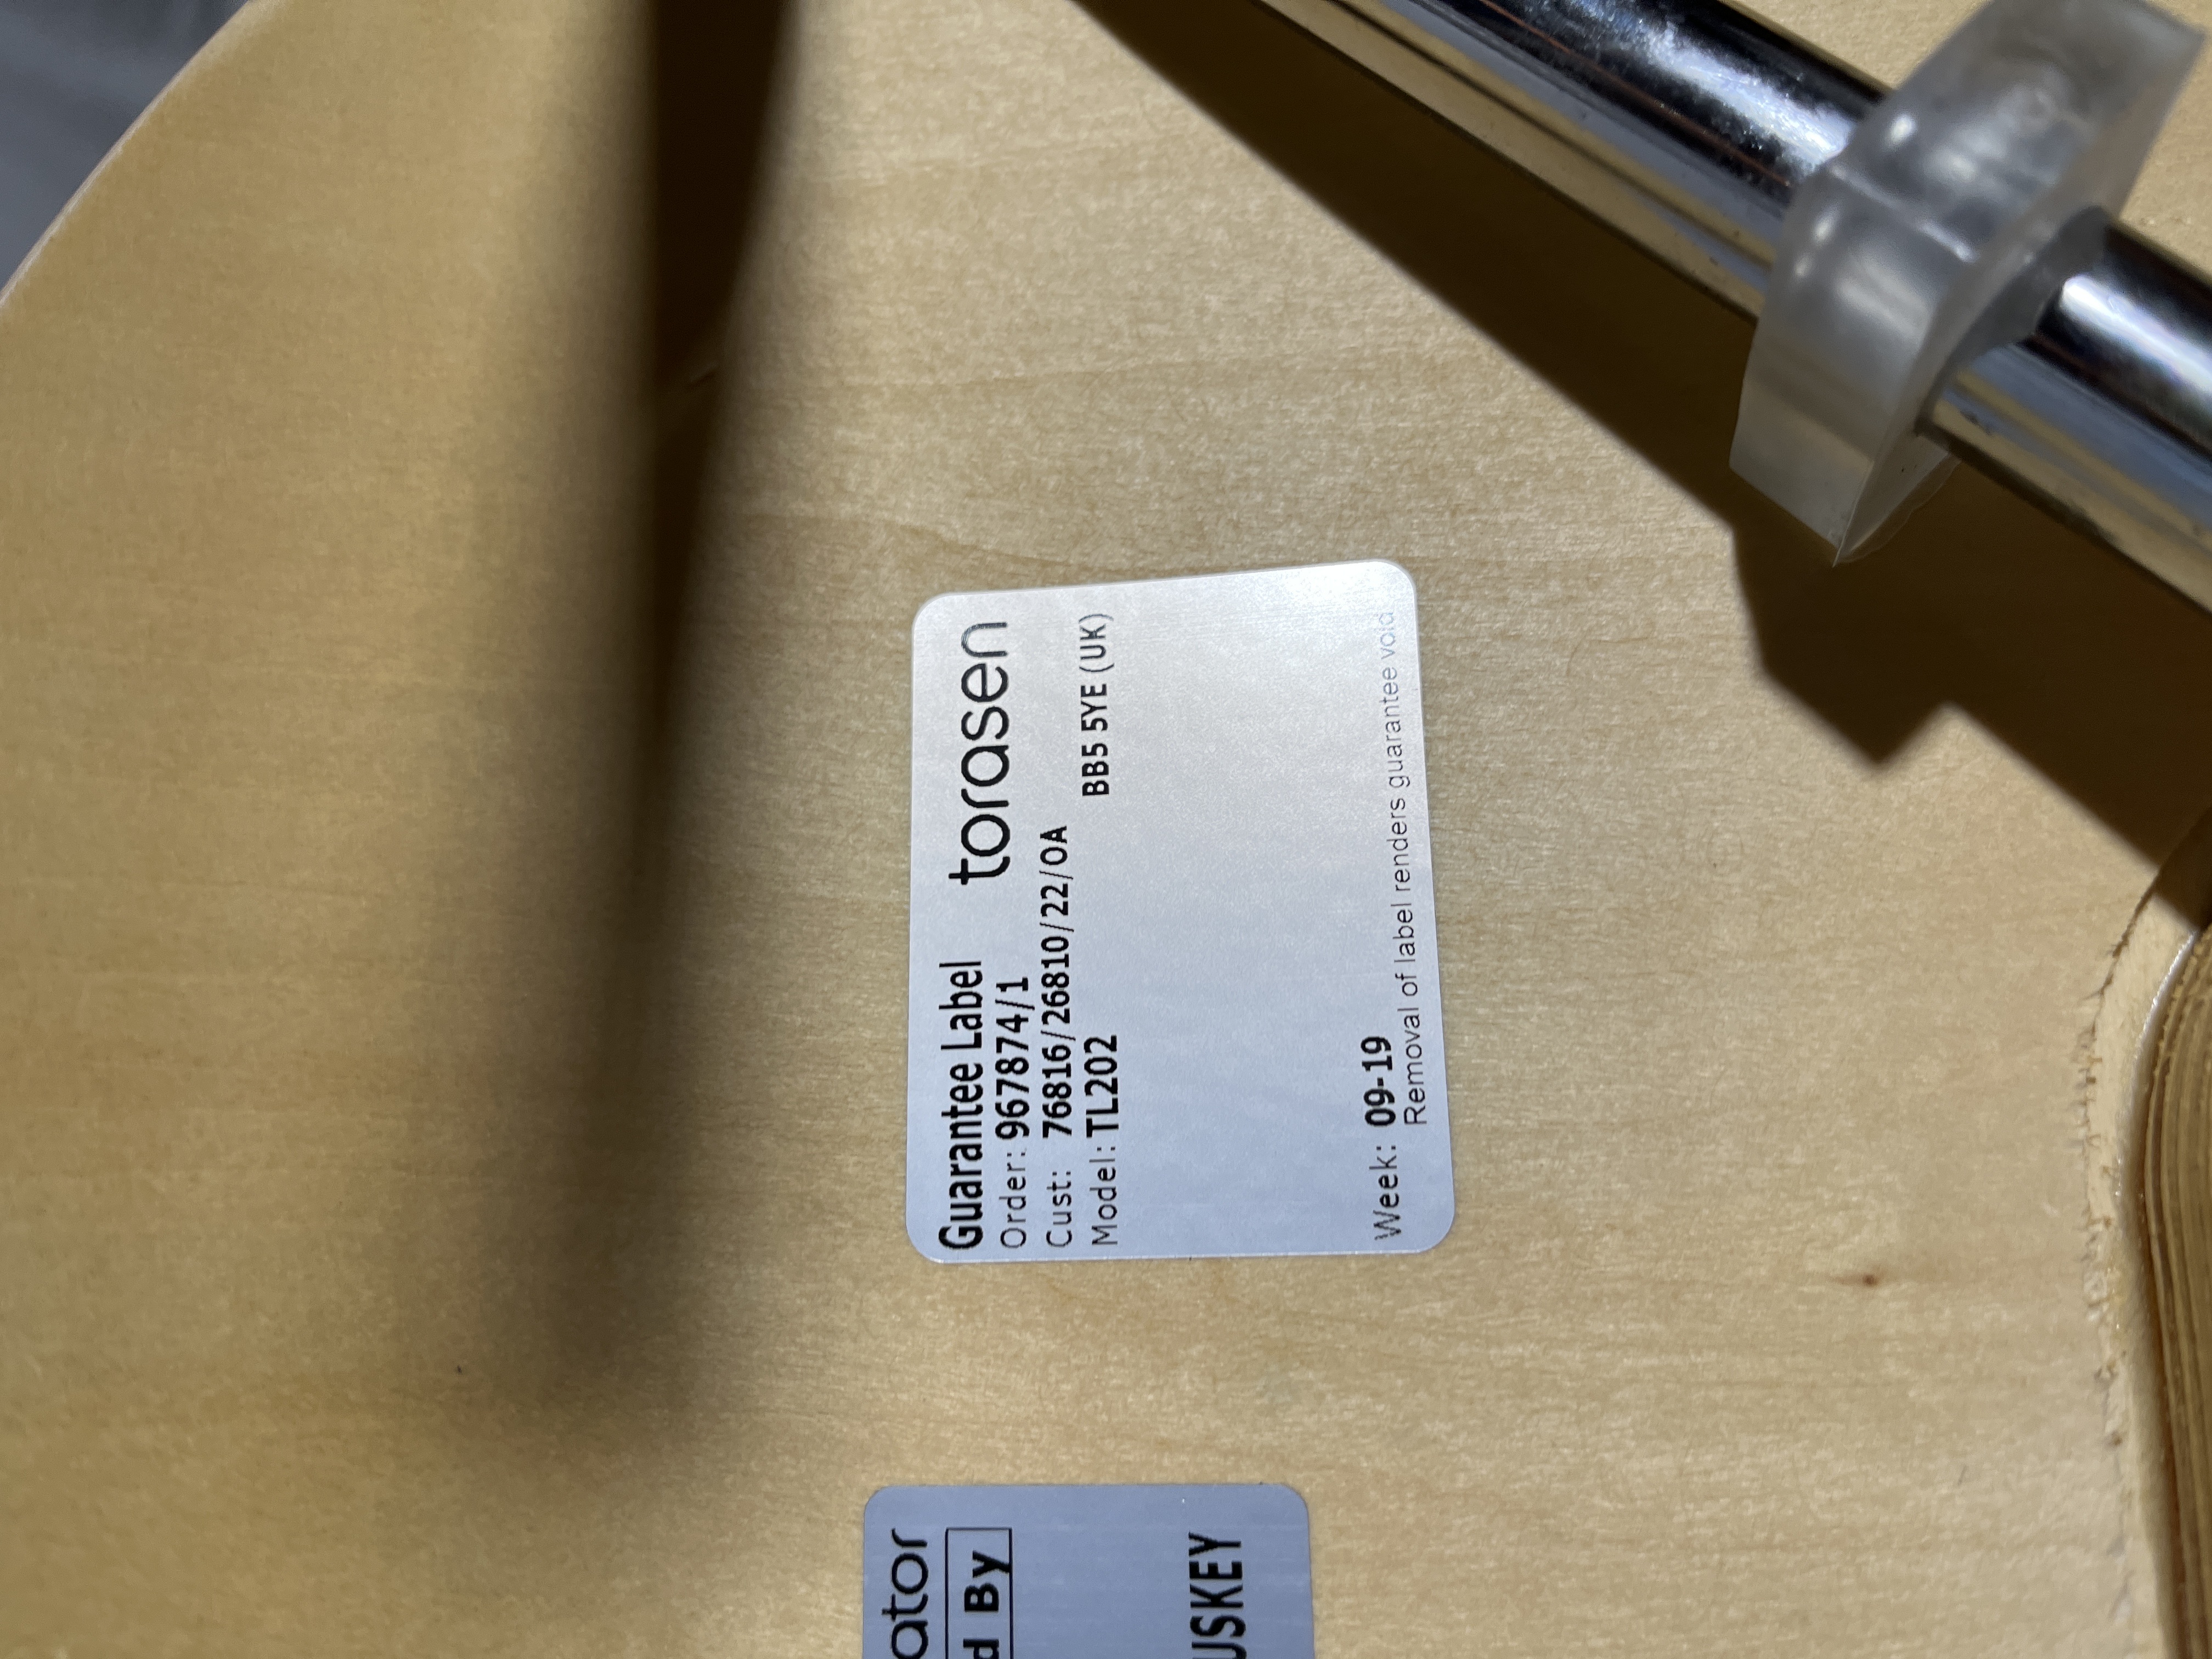 Guarantee Label torasen
Order: 967874/1
Cust: 76816/26810/22/OA
Model: TL202 BB5 5YE (UK)
Week: 09-19
Removal of label renders guarantee void
ator
d By
USKEY